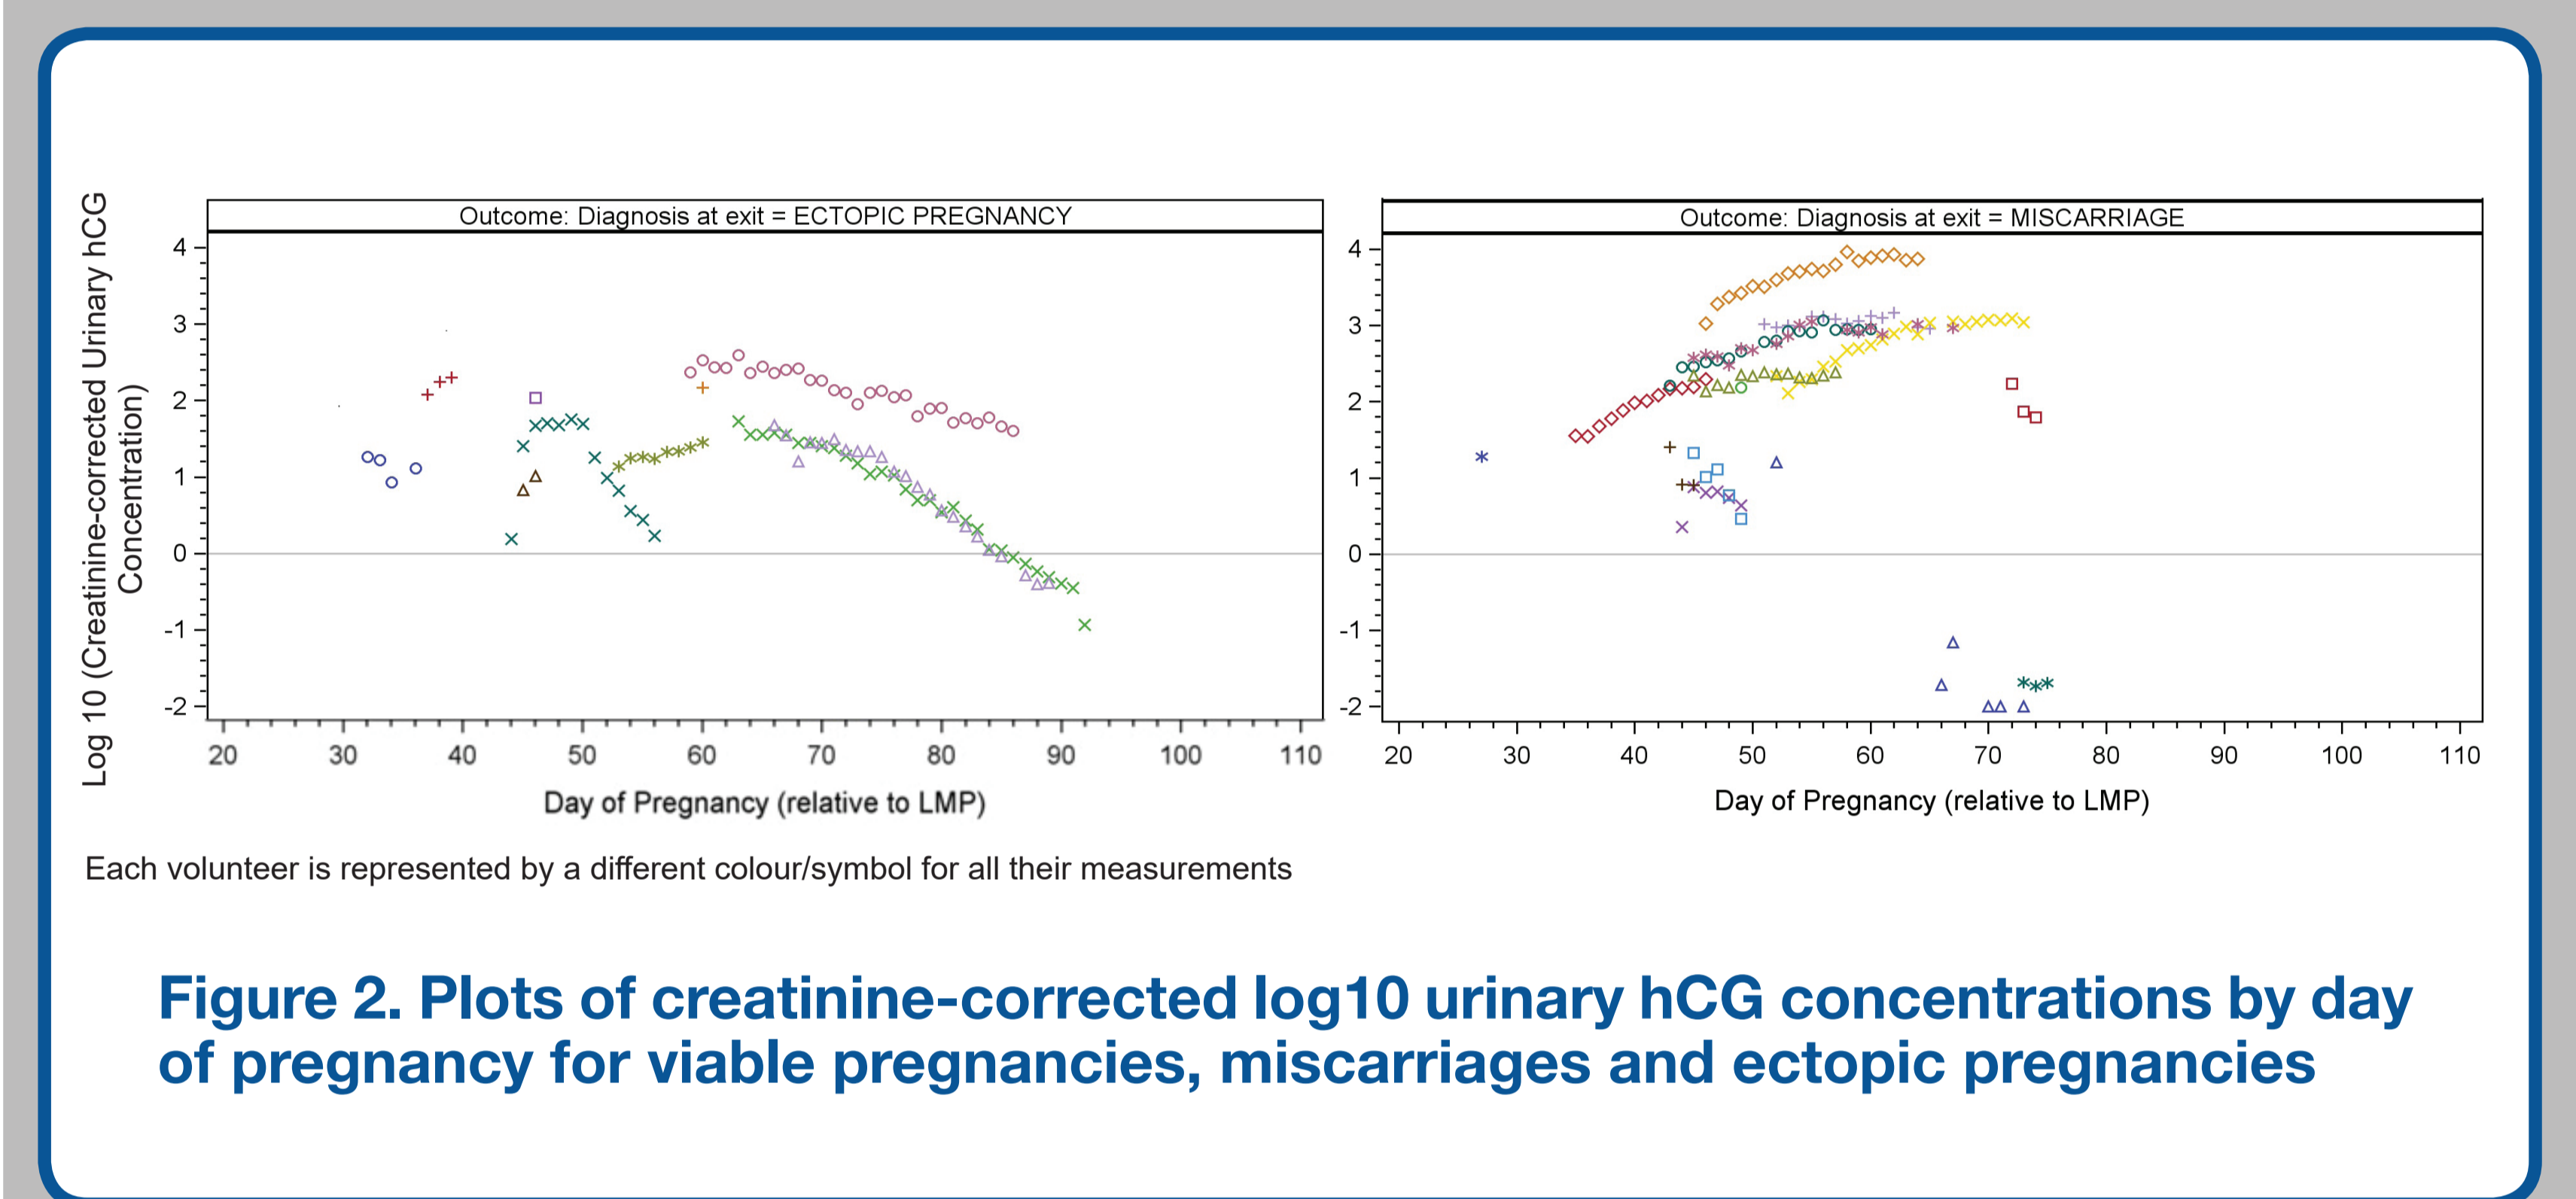 Log 10 (Creatinine-corrected Urinary hCG
Concentration)
Outcome: Diagnosis at exit = ECTOPIC PREGNANCY
4
3
2
1
0
-1
-2
20 30 40 50 60 70 80 90 100 110
Day of Pregnancy (relative to LMP)
Outcome: Diagnosis at exit = MISCARRIAGE
4
3
2
1
0
-1
-2
20 30 40 50 60 70 80 90 100 110
Day of Pregnancy (relative to LMP)
Each volunteer is represented by a different colour/symbol for all their measurements
Figure 2. Plots of creatinine-corrected log10 urinary hCG concentrations by day
of pregnancy for viable pregnancies, miscarriages and ectopic pregnancies